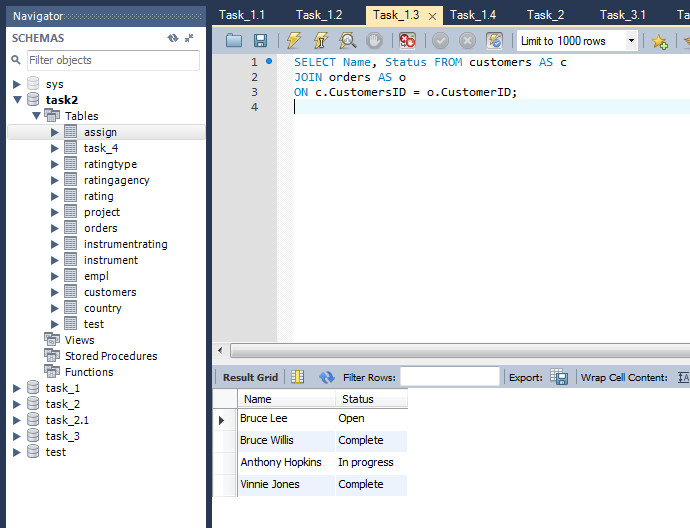 Navigator
SCHEMAS
Filter objects
sys
task2
Tables
assign
task_4
ratingtype
ratingagency
rating
project
orders
instrumentrating
instrument
empl
customers
country
test
Views
Stored Procedures
Functions
task_1
task_2
task_2.1
task_3
test
Task_1.1 Task_1.2 Task_1.3 Task_1.4 Task_2 Task_3.1 Task_
Limit to 1000 rows
1 SELECT Name, Status FROM customers AS c
2 JOIN orders AS o
3 ON c.CustomersID = o.CustomerID;
4
Result Grid Filter Rows: Export: Wrap Cell Content:
Name Status
Bruce Lee Open
Bruce Willis Complete
Anthony Hopkins In progress
Vinnie Jones Complete